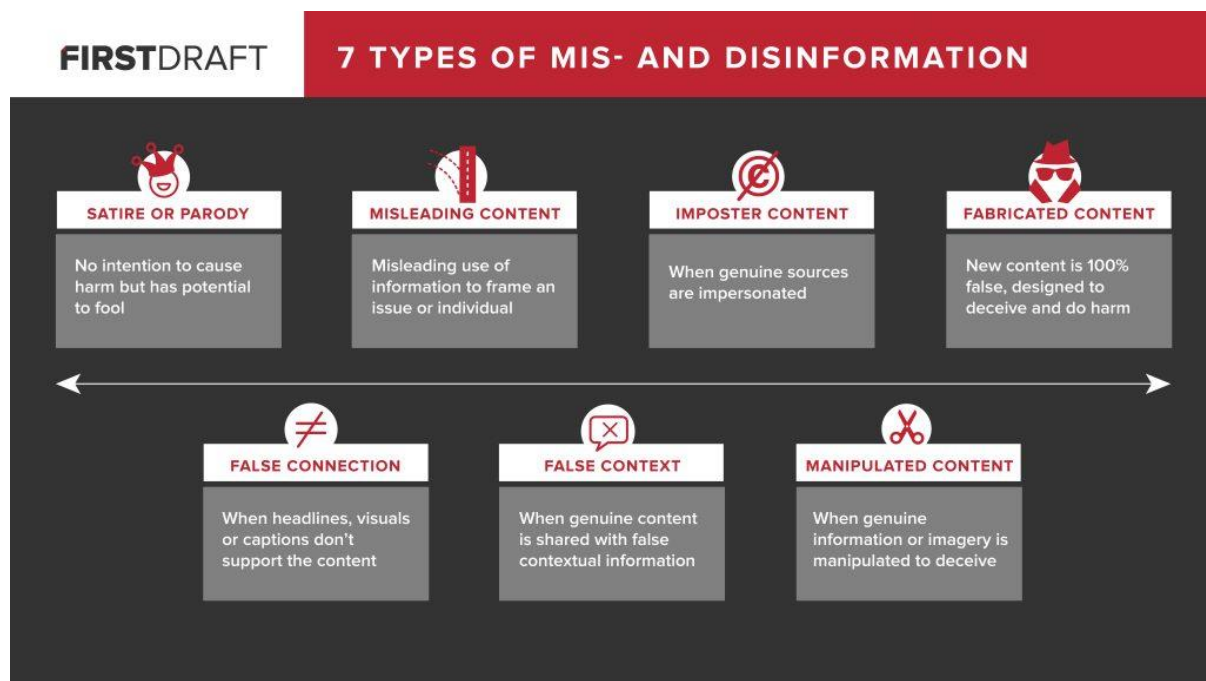 FIRSTDRAFT
7 TYPES OF MIS- AND DISINFORMATION
SATIRE OR PARODY
No intention to cause
harm but has potential
to fool
MISLEADING CONTENT
Misleading use of
information to frame an
issue or individual
IMPOSTER CONTENT
When genuine sources
are impersonated
FABRICATED CONTENT
New content is 100%
false, designed to
deceive and do harm
FALSE CONNECTION
When headlines, visuals
or captions don't
support the content
FALSE CONTEXT
When genuine content
is shared with false
contextual information
MANIPULATED CONTENT
When genuine
information or imagery is
manipulated to deceive